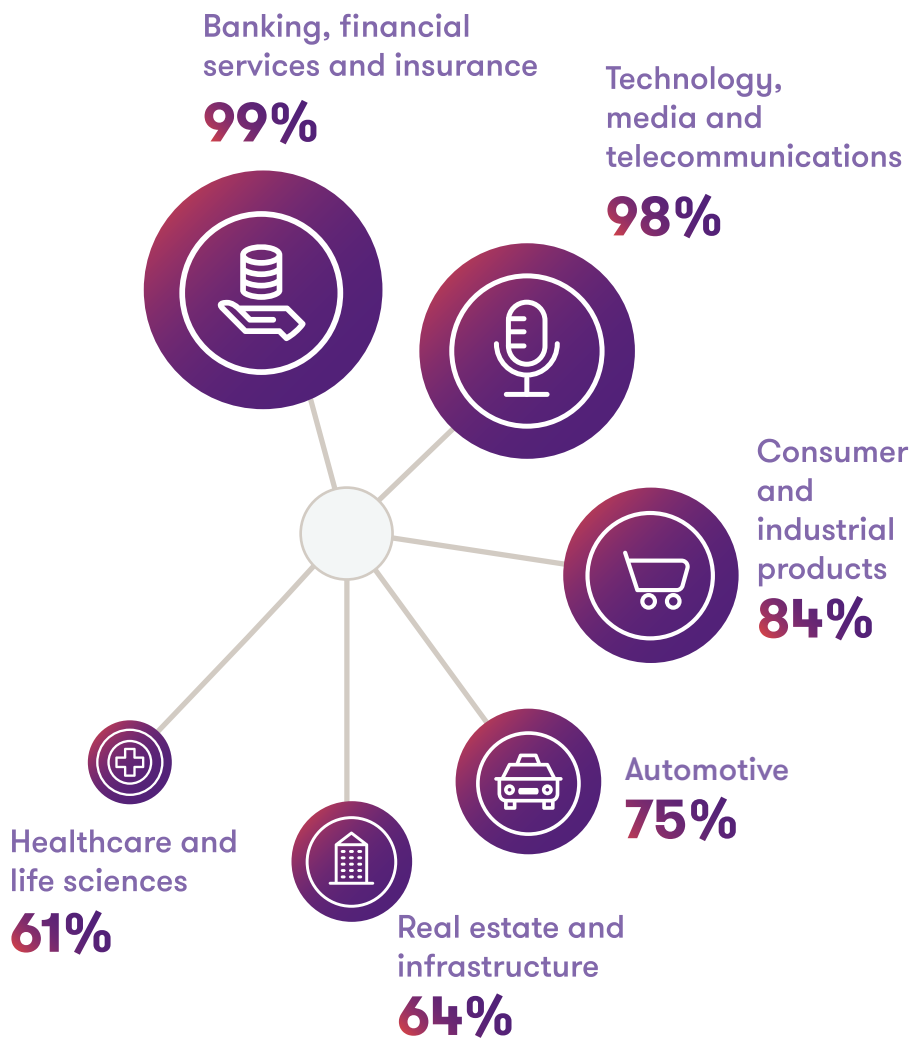 Banking, financial
services and insurance
99%
Technology,
media and
telecommunications
98%
Consumer
and
industrial
products
84%
Automotive
75%
Real estate and
infrastructure
64%
Healthcare and
life sciences
61%